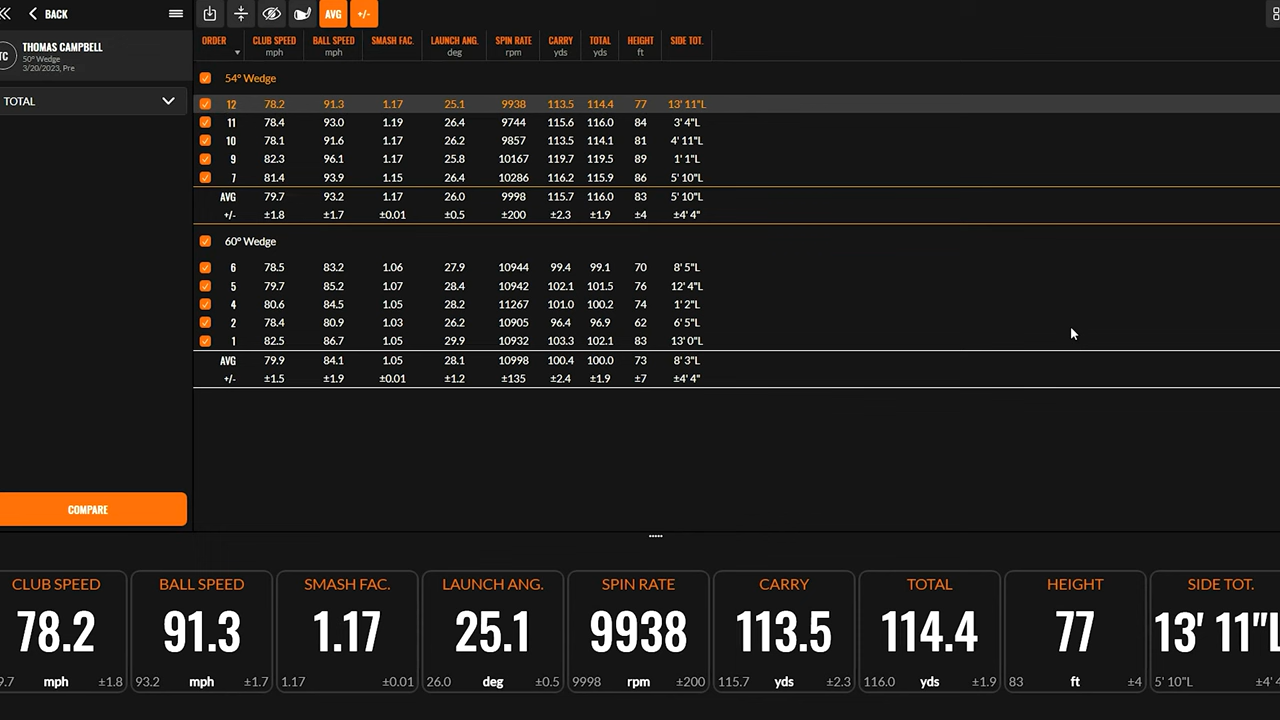 BACK
AVG
+/-
TC
THOMAS CAMPBELL
50° Wedge
3/20/2023, Pre
TOTAL
COMPARE
ORDER CLUB SPEED BALL SPEED SMASH FAC. LAUNCH ANG. SPIN RATE CARRY TOTAL HEIGHT SIDE TOT.
mph mph deg rpm yds yds ft
54° Wedge
12 78.2 91.3 1.17 25.1 9938 113.5 114.4 77 13' 11"L
11 78.4 93.0 1.19 26.4 9744 115.6 116.0 84 3' 4"L
10 78.1 91.6 1.17 26.2 9857 113.5 114.1 81 4' 11"L
9 82.3 96.1 1.17 25.8 10167 119.7 119.5 89 1' 1"L
7 81.4 93.9 1.15 26.4 10286 116.2 115.9 86 5' 10"L
AVG 79.7 93.2 1.17 26.0 9998 115.7 116.0 83 5' 10"L
+/- ±1.8 ±1.7 ±0.01 ±0.5 ±200 ±2.3 ±1.9 ±4 ±4' 4"
60° Wedge
6 78.5 83.2 1.06 27.9 10944 99.4 99.1 70 8' 5"L
5 79.7 85.2 1.07 28.4 10942 102.1 101.5 76 12' 4"L
4 80.6 84.5 1.05 28.2 11267 101.0 100.2 74 1' 2"L
2 78.4 80.9 1.03 26.2 10905 96.4 96.9 62 6' 5"L
1 82.5 86.7 1.05 29.9 10932 103.3 102.1 83 13' 0"L
AVG 79.9 84.1 1.05 28.1 10998 100.4 100.0 73 8' 3"L
+/- ±1.5 ±1.9 ±0.01 ±1.2 ±135 ±2.4 ±1.9 ±7 ±4' 4"
CLUB SPEED BALL SPEED SMASH FAC. LAUNCH ANG. SPIN RATE CARRY TOTAL HEIGHT SIDE TOT.
78.2 91.3 1.17 25.1 9938 113.5 114.4 77 13' 11"L
9.7 mph ±1.8 93.2 mph ±1.7 1.17 ±0.01 26.0 deg ±0.5 9998 rpm ±200 115.7 yds ±2.3 116.0 yds ±1.9 83 ft ±4 5' 10"L ±4' 4